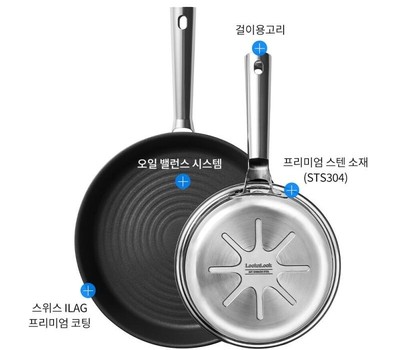 걸이용고리
오일 밸런스 시스템
프리미엄 스텐 소재
(STS304)
LocknLock
스위스 ILAG
프리미엄 코팅